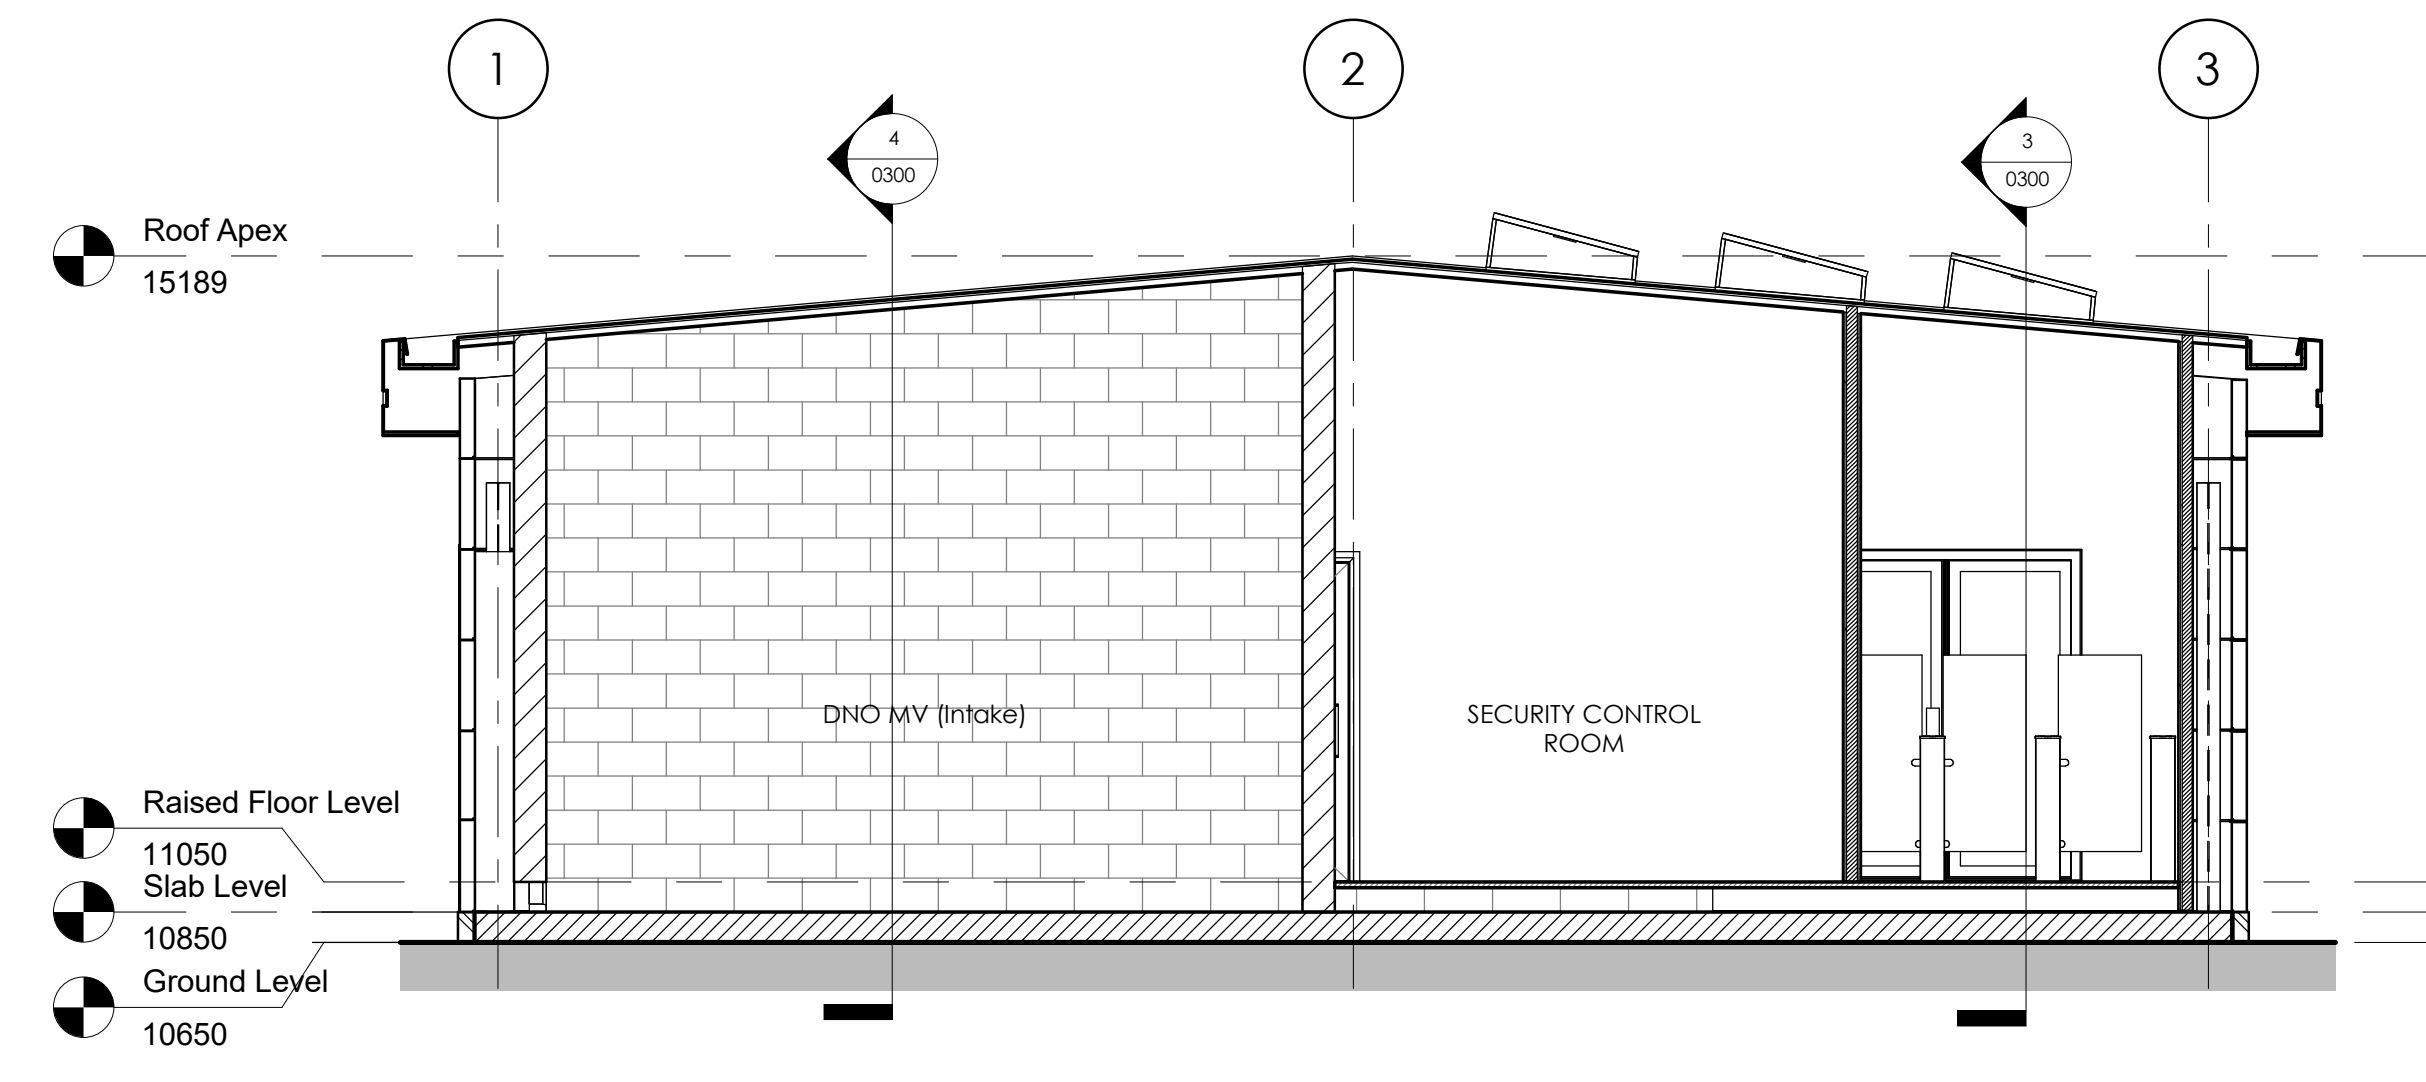 1
2
3
4
0300
3
0300
Roof Apex
15189
DNO MV (Intake)
SECURITY CONTROL
ROOM
Raised Floor Level
11050
Slab Level
10850
Ground Level
10650